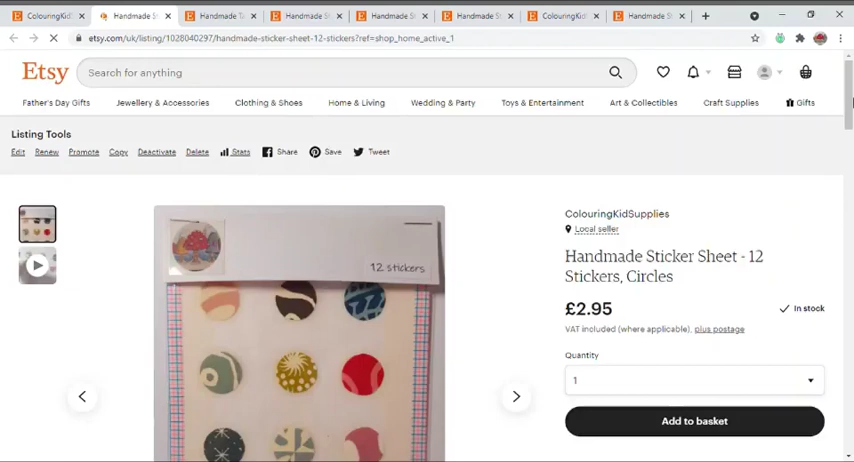 ColouringKidS
Handmade St
Handmade Ta
Handmade St
Handmade St
Handmade St
ColouringKidS
Handmade St
etsy.com/uk/listing/1028040297/handmade-sticker-sheet-12-stickers?ref=shop_home_active_1
Etsy
Search for anything
Father's Day Gifts
Jewellery & Accessories
Clothing & Shoes
Home & Living
Wedding & Party
Toys & Entertainment
Art & Collectibles
Craft Supplies
Gifts
Listing Tools
Edit
Renew
Promote
Copy
Deactivate
Delete
Stats
Share
Save
Tweet
12 stickers
ColouringKidSupplies
Local seller
Handmade Sticker Sheet - 12
Stickers, Circles
£2.95
In stock
VAT included (where applicable), plus postage
Quantity
1
Add to basket